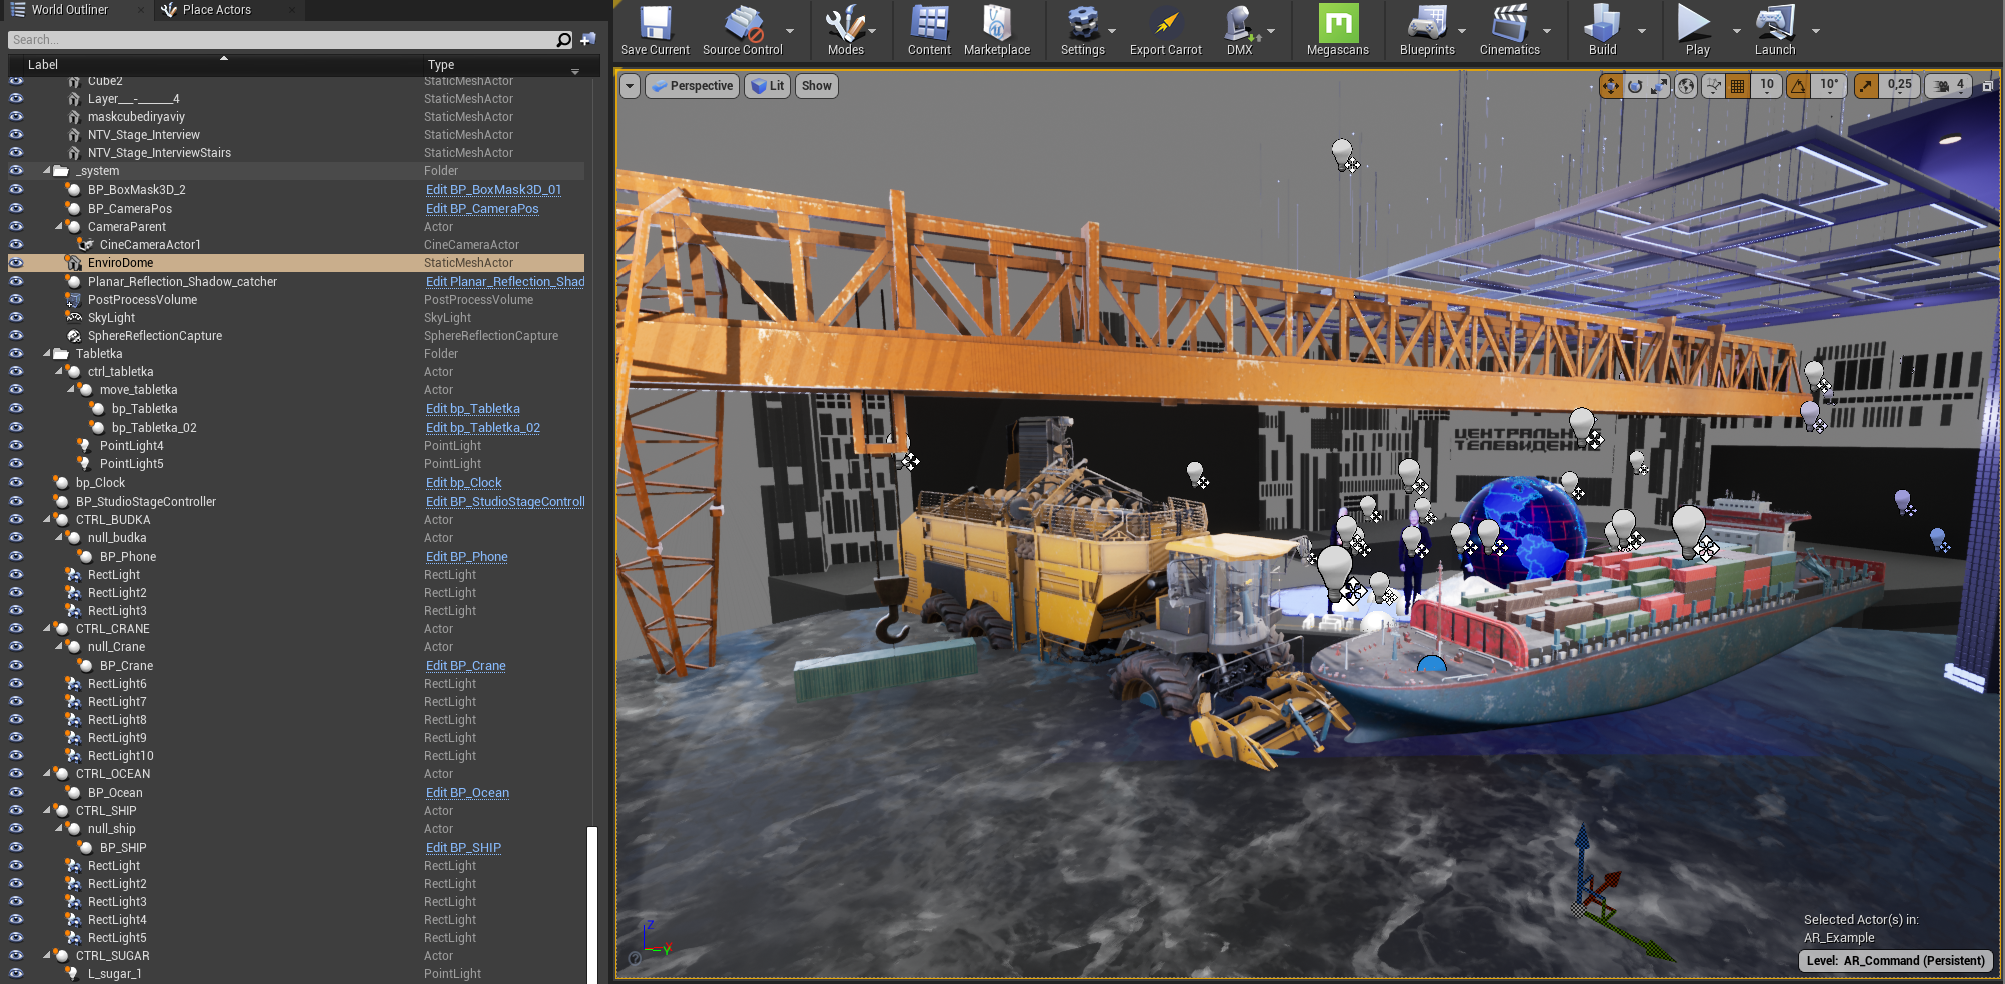 World Outliner
Place Actors
Search...
Label Type
Cube2 StaticMeshActor
Layer___-______4 StaticMeshActor
maskcubediryaviy StaticMeshActor
NTV_Stage_Interview StaticMeshActor
NTV_Stage_InterviewStairs StaticMeshActor
_system Folder
BP_BoxMask3D_2 Edit BP_BoxMask3D_01
BP_CameraPos Edit BP_CameraPos
CameraParent Actor
CineCameraActor1 CineCameraActor
EnviroDome StaticMeshActor
Planar_Reflection_Shadow_catcher Edit Planar_Reflection_Shad
PostProcessVolume PostProcessVolume
SkyLight SkyLight
SphereReflectionCapture SphereReflectionCapture
Tabletka Folder
ctrl_tabletka Actor
move_tabletka Actor
bp_Tabletka Edit bp_Tabletka
bp_Tabletka_02 Edit bp_Tabletka_02
PointLight4 PointLight
PointLight5 PointLight
bp_Clock Edit bp_Clock
BP_StudioStageController Edit BP_StudioStageControll
CTRL_BUDKA Actor
null_budka Actor
BP_Phone Edit BP_Phone
RectLight RectLight
RectLight2 RectLight
RectLight3 RectLight
CTRL_CRANE Actor
null_Crane Actor
BP_Crane Edit BP_Crane
RectLight6 RectLight
RectLight7 RectLight
RectLight8 RectLight
RectLight9 RectLight
RectLight10 RectLight
CTRL_OCEAN Actor
BP_Ocean Edit BP_Ocean
CTRL_SHIP Actor
null_ship Actor
BP_SHIP Edit BP_SHIP
RectLight RectLight
RectLight2 RectLight
RectLight3 RectLight
RectLight4 RectLight
RectLight5 RectLight
CTRL_SUGAR Actor
L_sugar_1 PointLight
Save Current Source Control Modes Content Marketplace Settings Export Carrot DMX Megascans Blueprints Cinematics Build Play Launch
Perspective Lit Show
10 10° 0,25 4
ЦЕНТРАЛЬНОЕ
ТЕЛЕВИДЕНИЕ
Z
Y
Selected Actor(s) in:
AR_Example
Level: AR_Command (Persistent)